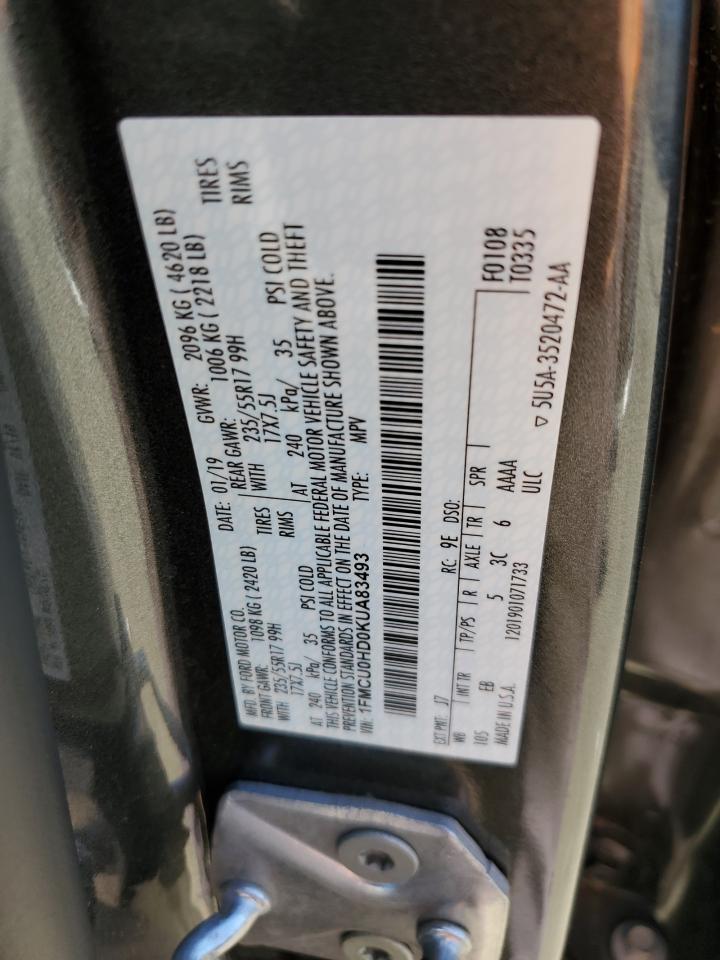 MFD. BY FORD MOTOR CO. DATE: 01/19 GVWR: 2096 KG ( 4620 LB)
FRONT GAWR: 1098 KG ( 2420 LB) REAR GAWR: 1006 KG ( 2218 LB)
WITH 235/55R17 99H TIRES WITH 235/55R17 99H TIRES
17X7.5J RIMS 17X7.5J RIMS
AT 240 kPa/ 35 PSI COLD AT 240 kPa/ 35 PSI COLD
THIS VEHICLE CONFORMS TO ALL APPLICABLE FEDERAL MOTOR VEHICLE SAFETY AND THEFT
PREVENTION STANDARDS IN EFFECT ON THE DATE OF MANUFACTURE SHOWN ABOVE.
VIN: 1FMCU0HD0KUA83493 TYPE: MPV
EXT PNT: J7 RC: 9E DSO: F0108
WB INT TR TP/PS R AXLE TR SPR T0335
105 EB 5 3C 6 AAAA
MADE IN U.S.A. 1201901071733 ULC ▽ 5U5A-3520472-AA